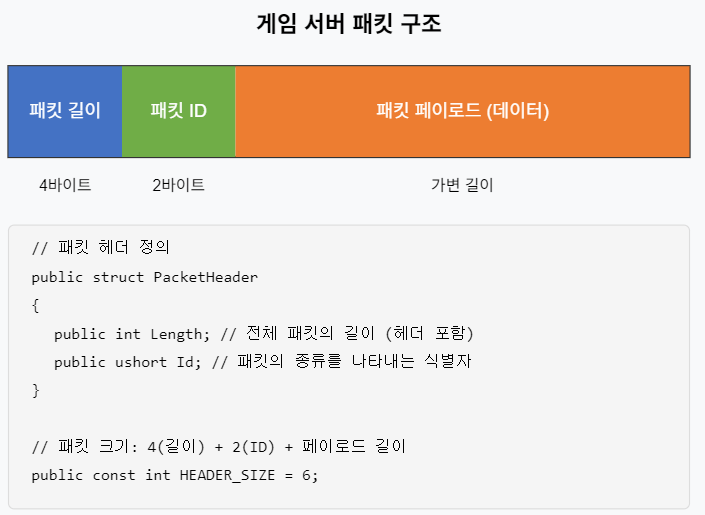 게임 서버 패킷 구조
패킷 길이
패킷 ID
패킷 페이로드 (데이터)
4바이트
2바이트
가변 길이
// 패킷 헤더 정의
public struct PacketHeader
{
public int Length; // 전체 패킷의 길이 (헤더 포함)
public ushort Id; // 패킷의 종류를 나타내는 식별자
}
// 패킷 크기: 4(길이) + 2(ID) + 페이로드 길이
public const int HEADER_SIZE = 6;